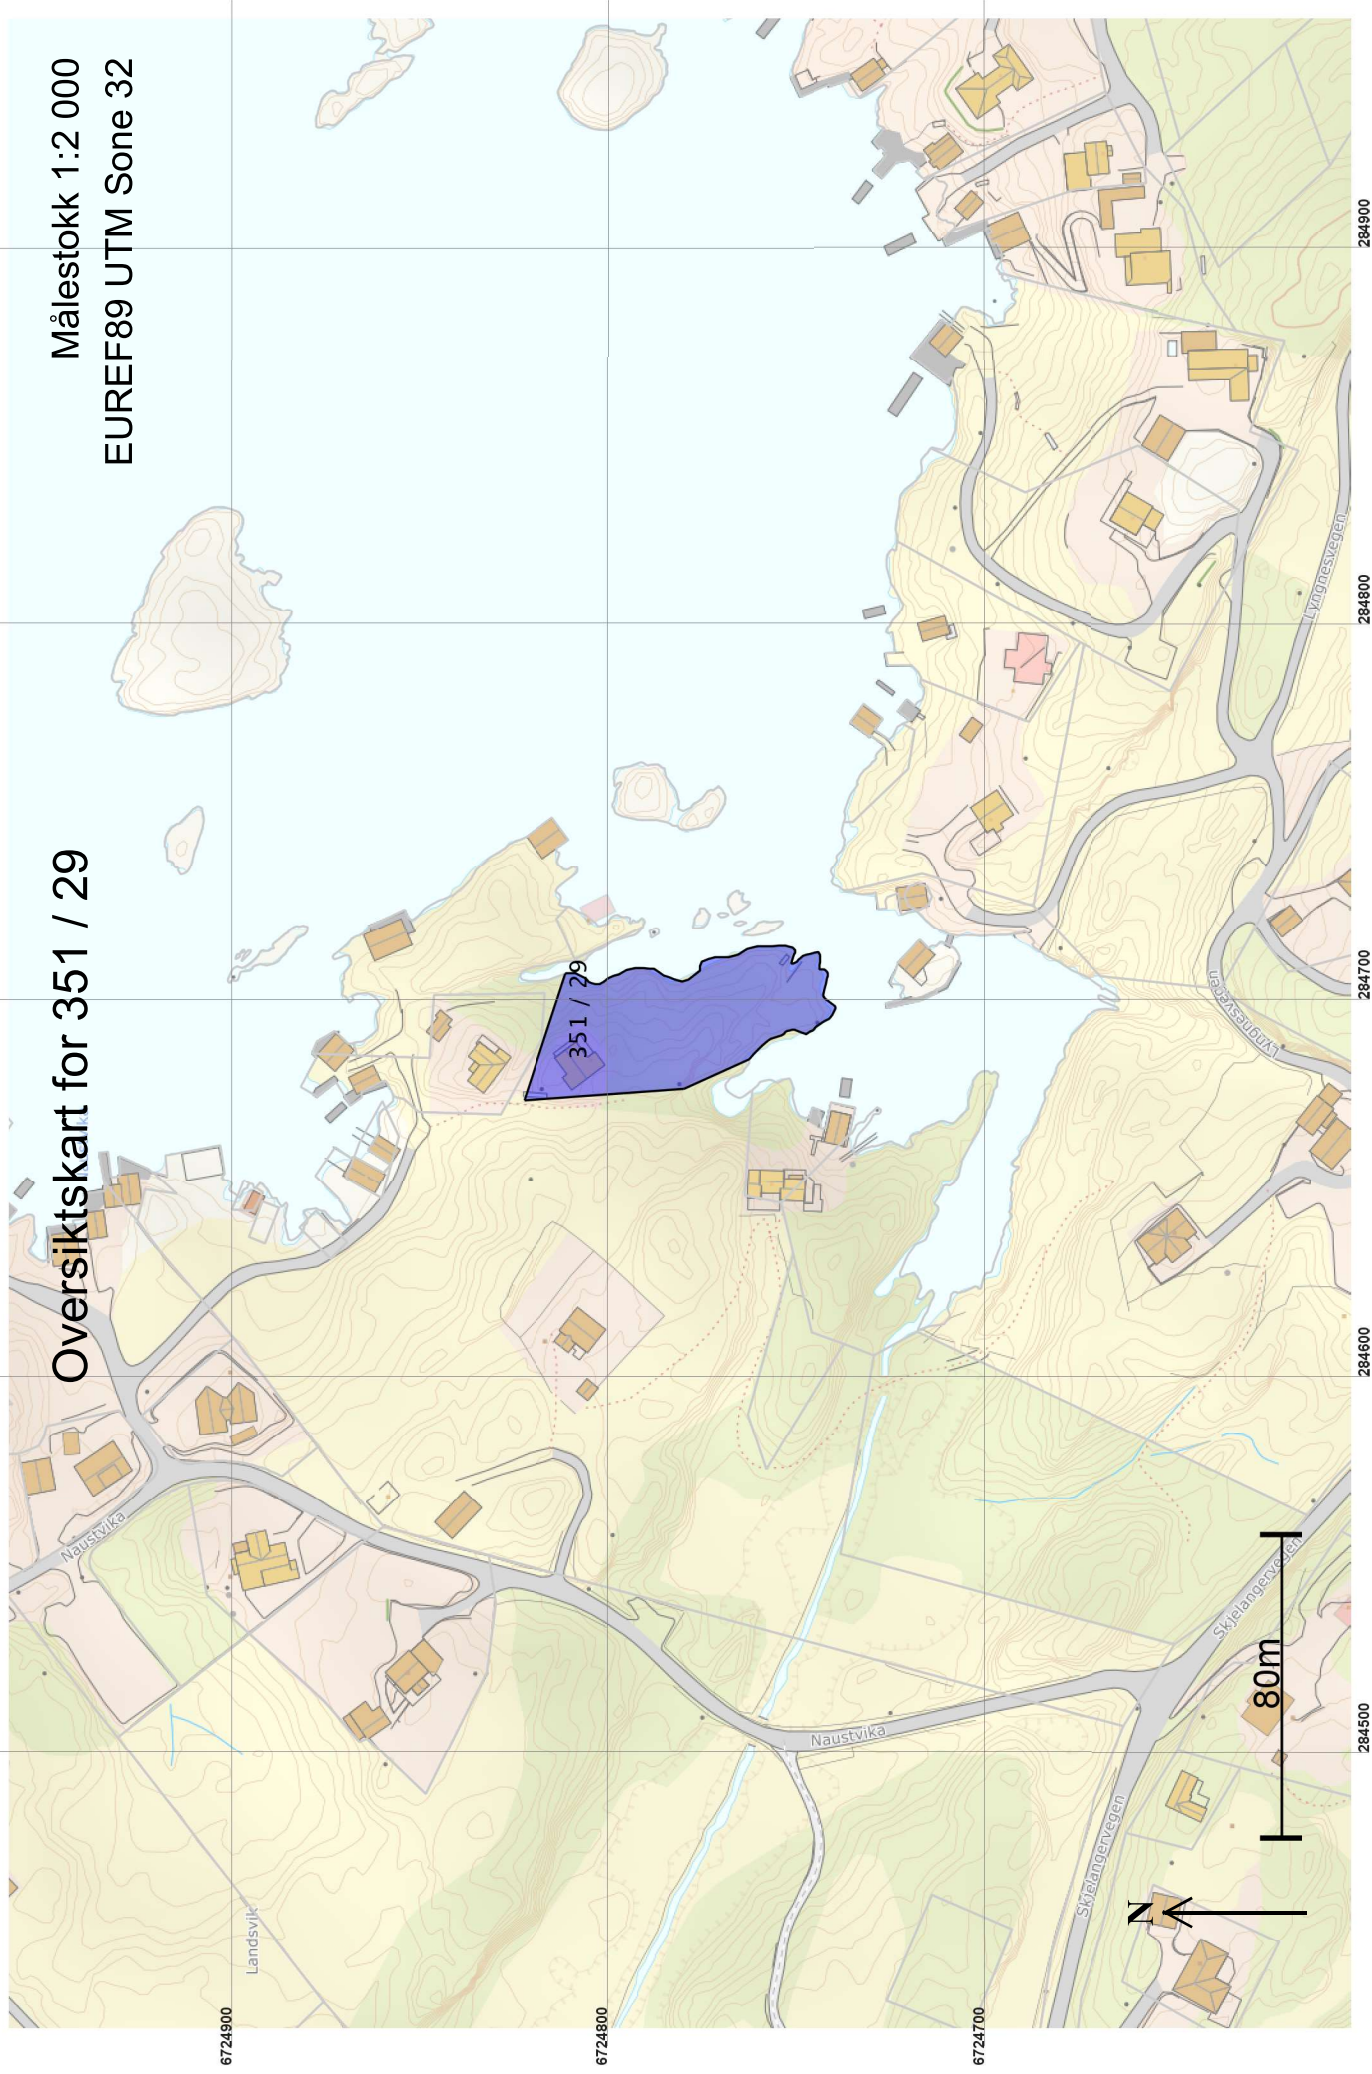 Oversiktskart for 351 / 29
Målestokk 1:2 000
EUREF89 UTM Sone 32
351 / 29
Naustvika
Naustvika
Landsvik
Lyngnesvegen
Lyngnesvegen
Skjelangervegen
Skjelangervegen
80m
N
6724900
6724800
6724700
284500
284600
284700
284800
284900